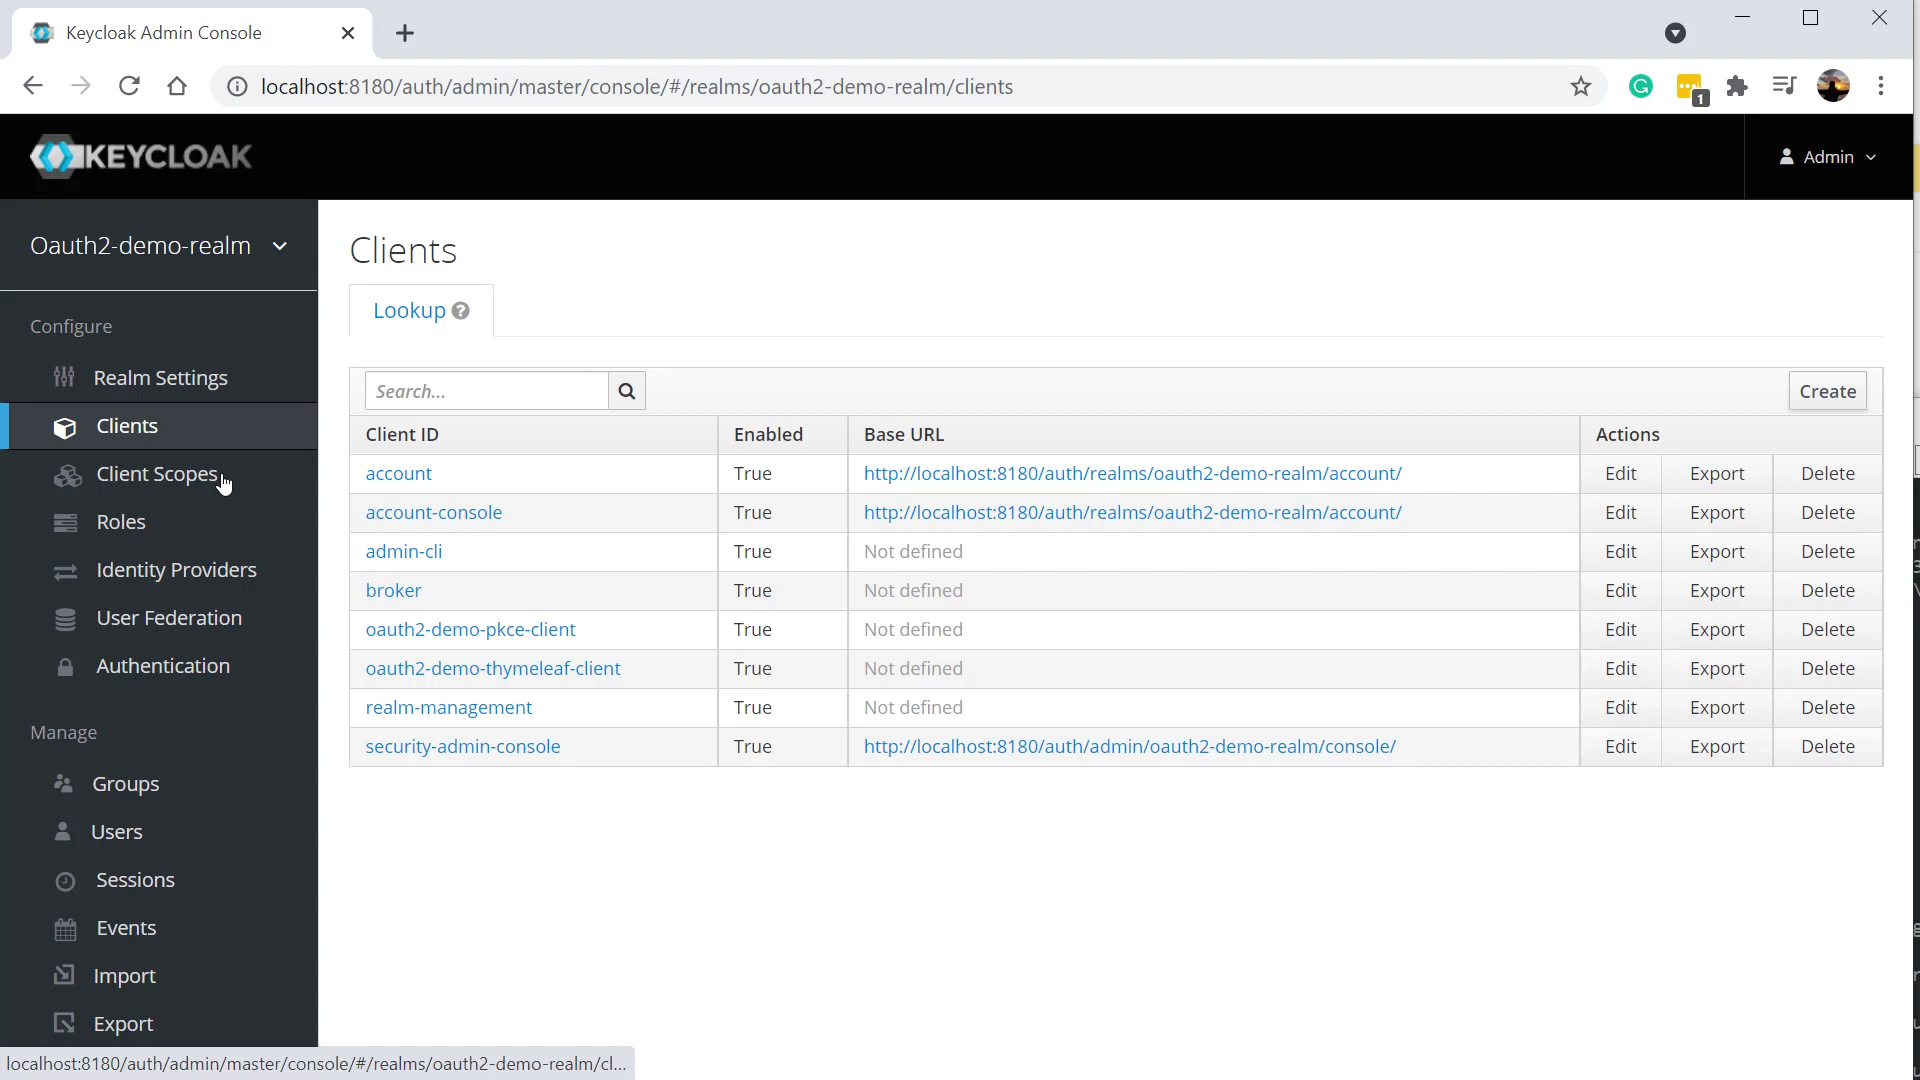 Keycloak Admin Console
localhost:8180/auth/admin/master/console/#/realms/oauth2-demo-realm/clients
1
KEYCLOAK
Admin
Oauth2-demo-realm
Clients
Configure
Lookup
Realm Settings
Search...
Create
Clients
Client ID Enabled Base URL Actions
Client Scopes
account True http://localhost:8180/auth/realms/oauth2-demo-realm/account/ Edit Export Delete
Roles
account-console True http://localhost:8180/auth/realms/oauth2-demo-realm/account/ Edit Export Delete
admin-cli True Not defined Edit Export Delete
Identity Providers
broker True Not defined Edit Export Delete
User Federation
oauth2-demo-pkce-client True Not defined Edit Export Delete
Authentication
oauth2-demo-thymeleaf-client True Not defined Edit Export Delete
realm-management True Not defined Edit Export Delete
Manage
security-admin-console True http://localhost:8180/auth/admin/oauth2-demo-realm/console/ Edit Export Delete
Groups
Users
Sessions
Events
Import
Export
localhost:8180/auth/admin/master/console/#/realms/oauth2-demo-realm/cl...